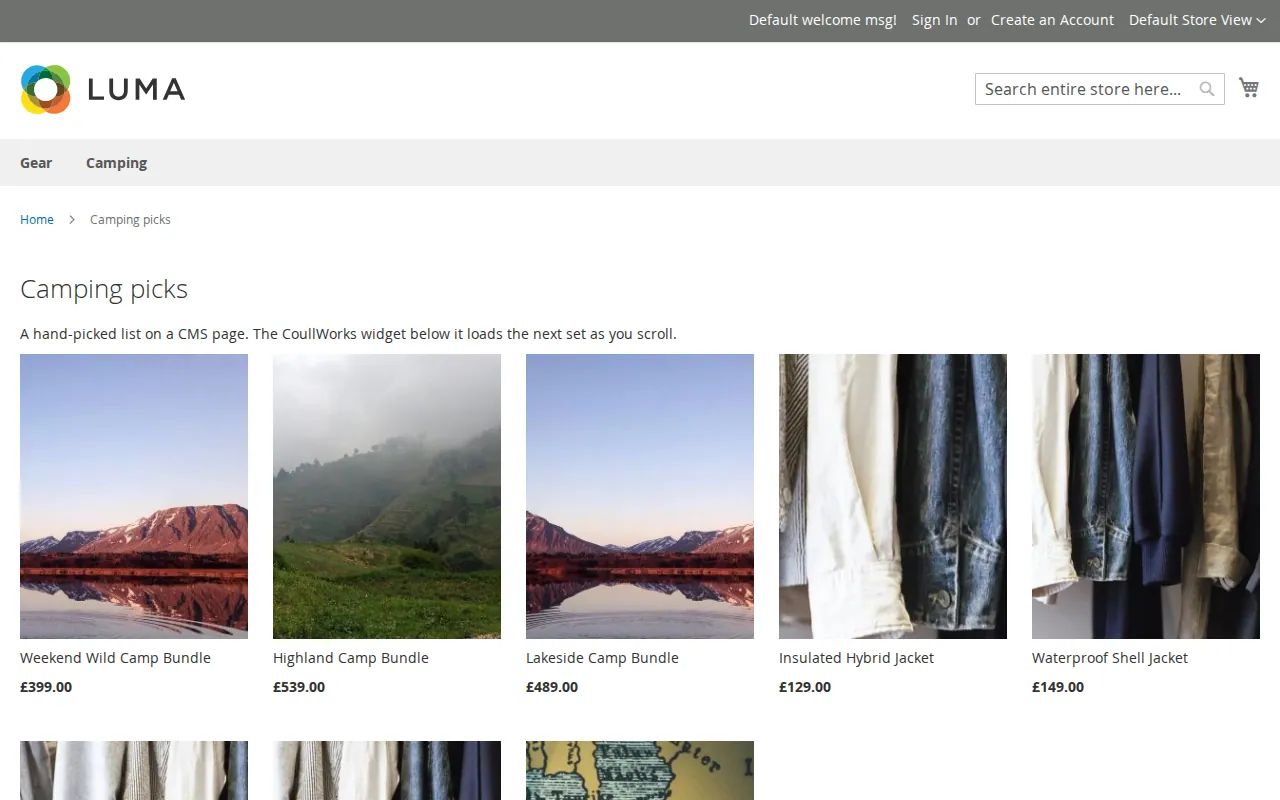 Default welcome msg! Sign In or Create an Account Default Store View
LUMA
Search entire store here...
Gear Camping
Home Camping picks
Camping picks
A hand-picked list on a CMS page. The CoullWorks widget below it loads the next set as you scroll.
Weekend Wild Camp Bundle
£399.00
Highland Camp Bundle
£539.00
Lakeside Camp Bundle
£489.00
Insulated Hybrid Jacket
£129.00
Waterproof Shell Jacket
£149.00